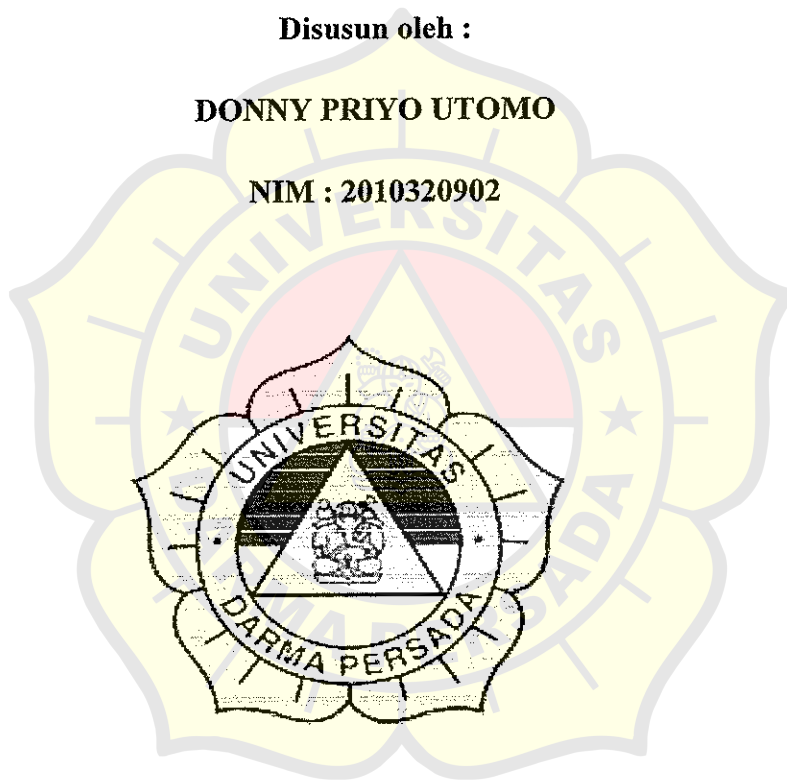 Disusun oleh :
DONNY PRIYO UTOMO
NIM : 2010320902
UNIVERSITAS
DARMA PERSADA
UNIVERSITAS
DARMA PERSADA